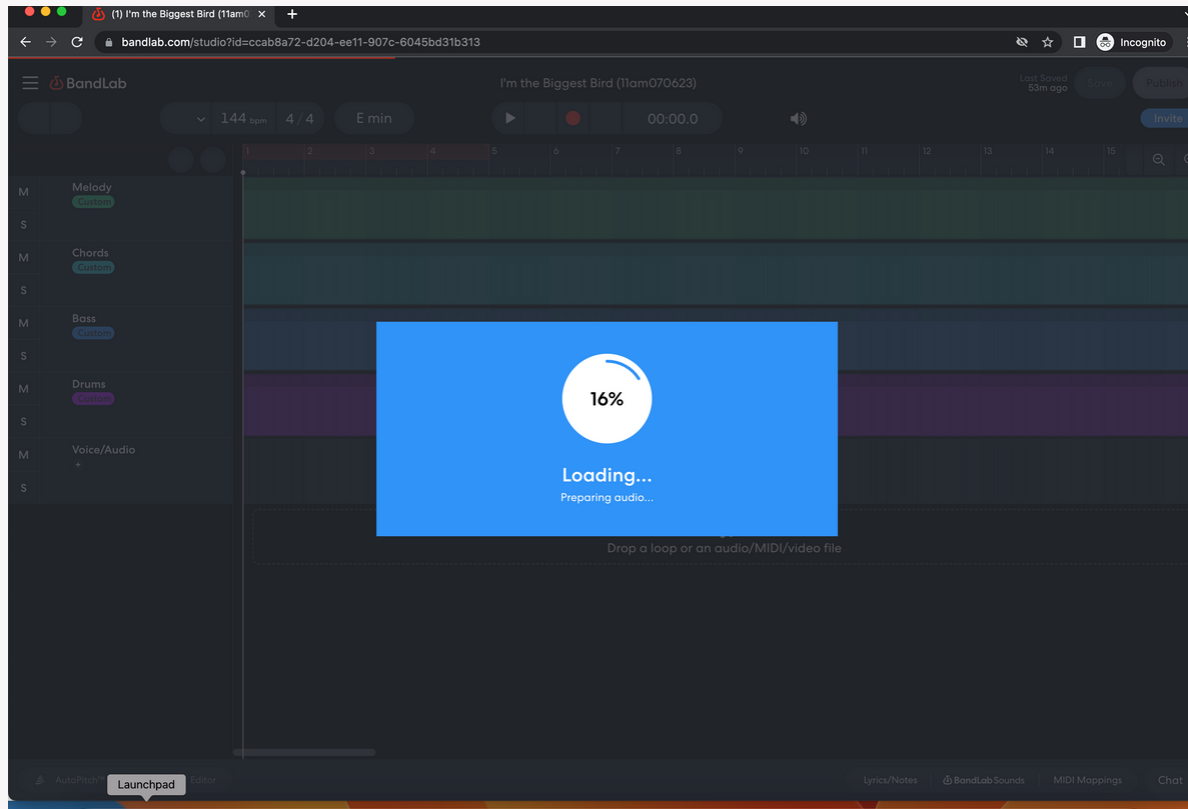 (1) I'm the Biggest Bird (11am0
bandlab.com/studio?id=ccab8a72-d204-ee11-907c-6045bd31b313
Incognito
BandLab
I'm the Biggest Bird (11am070623)
Last Saved
53m ago
Save
Publish
144 bpm
4 / 4
E min
00:00.0
Invite
1 2 3 4 5 6 7 8 9 10 11 12 13 14 15
M
Melody
Custom
S
M
Chords
Custom
S
M
Bass
Custom
S
M
Drums
Custom
S
M
Voice/Audio
+
S
16%
Loading...
Preparing audio...
Drop a loop or an audio/MIDI/video file
AutoPitch™
Editor
Launchpad
Lyrics/Notes
BandLab Sounds
MIDI Mappings
Chat